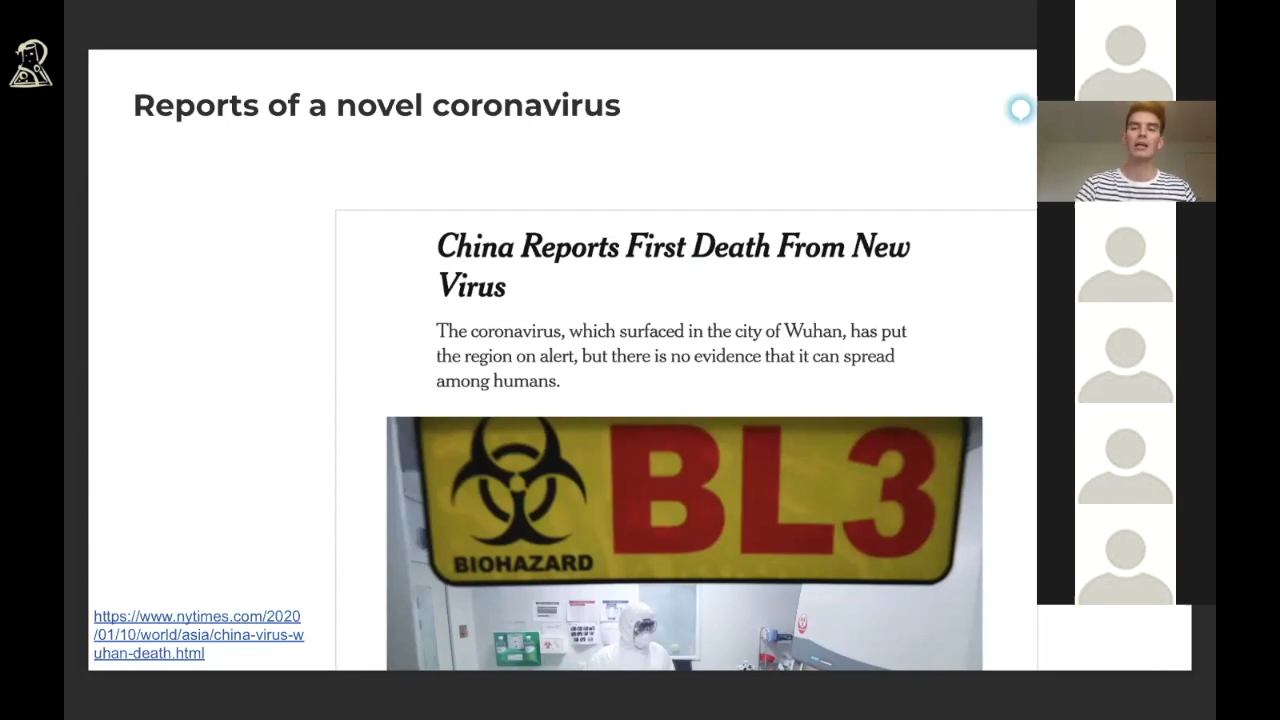 Reports of a novel coronavirus
China Reports First Death From New
Virus
The coronavirus, which surfaced in the city of Wuhan, has put
the region on alert, but there is no evidence that it can spread
among humans.
BL3
BIOHAZARD
https://www.nytimes.com/2020
/01/10/world/asia/china-virus-w
uhan-death.html